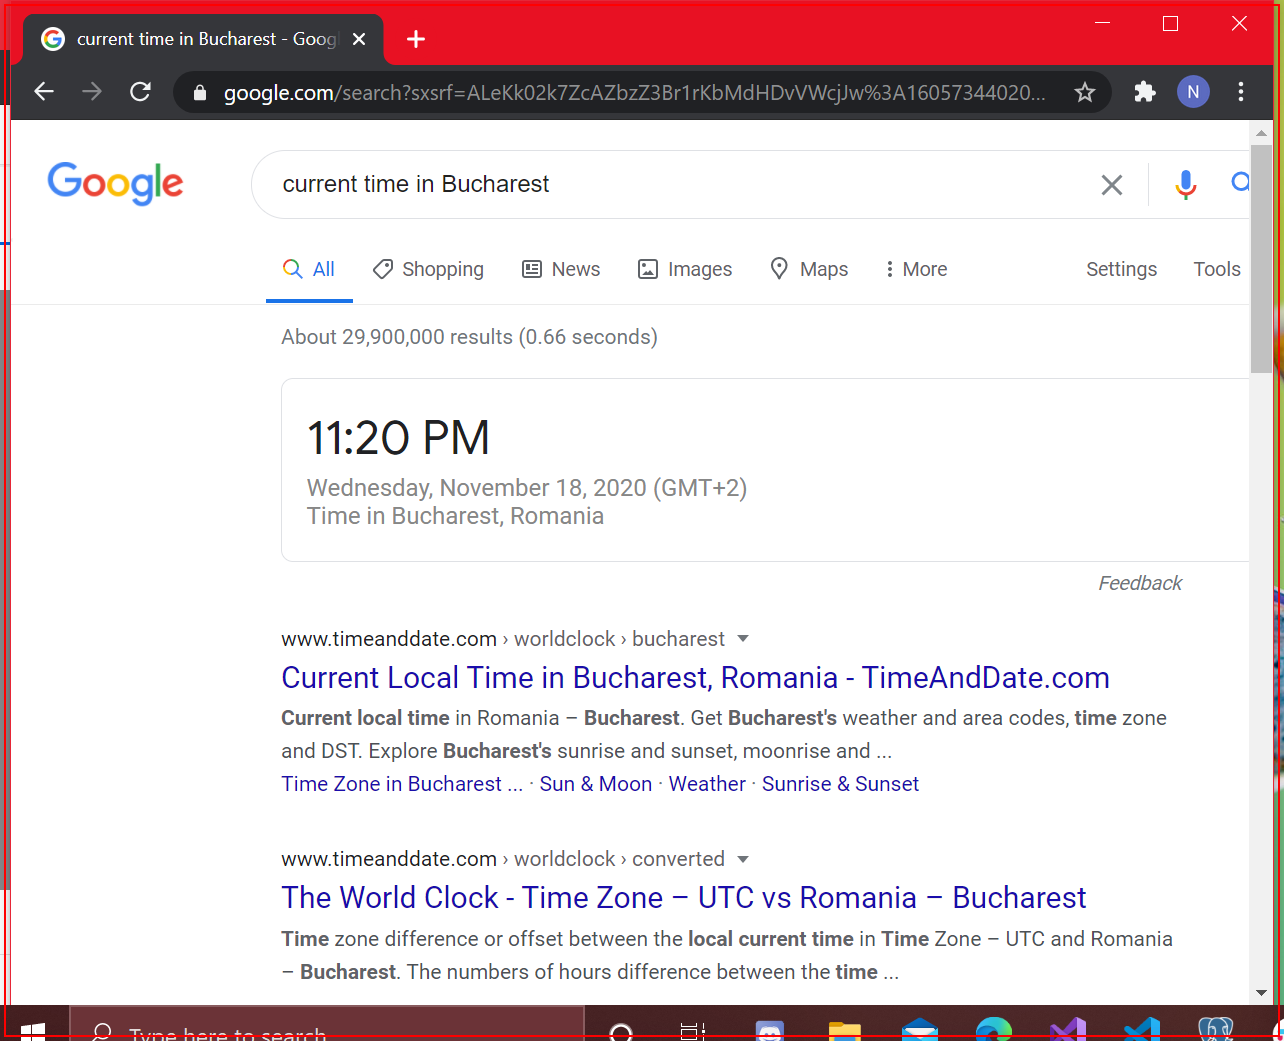 current time in Bucharest - Goog
google.com/search?sxsrf=ALeKk02k7ZcAZbzZ3Br1rKbMdHDvVWcjJw%3A16057344020...
N
Google
current time in Bucharest
All Shopping News Images Maps More Settings Tools
About 29,900,000 results (0.66 seconds)
11:20 PM
Wednesday, November 18, 2020 (GMT+2)
Time in Bucharest, Romania
Feedback
www.timeanddate.com › worldclock › bucharest
Current Local Time in Bucharest, Romania - TimeAndDate.com
Current local time in Romania – Bucharest. Get Bucharest's weather and area codes, time zone
and DST. Explore Bucharest's sunrise and sunset, moonrise and ...
Time Zone in Bucharest ... · Sun & Moon · Weather · Sunrise & Sunset
www.timeanddate.com › worldclock › converted
The World Clock - Time Zone – UTC vs Romania – Bucharest
Time zone difference or offset between the local current time in Time Zone – UTC and Romania
– Bucharest. The numbers of hours difference between the time ...
Type here to search